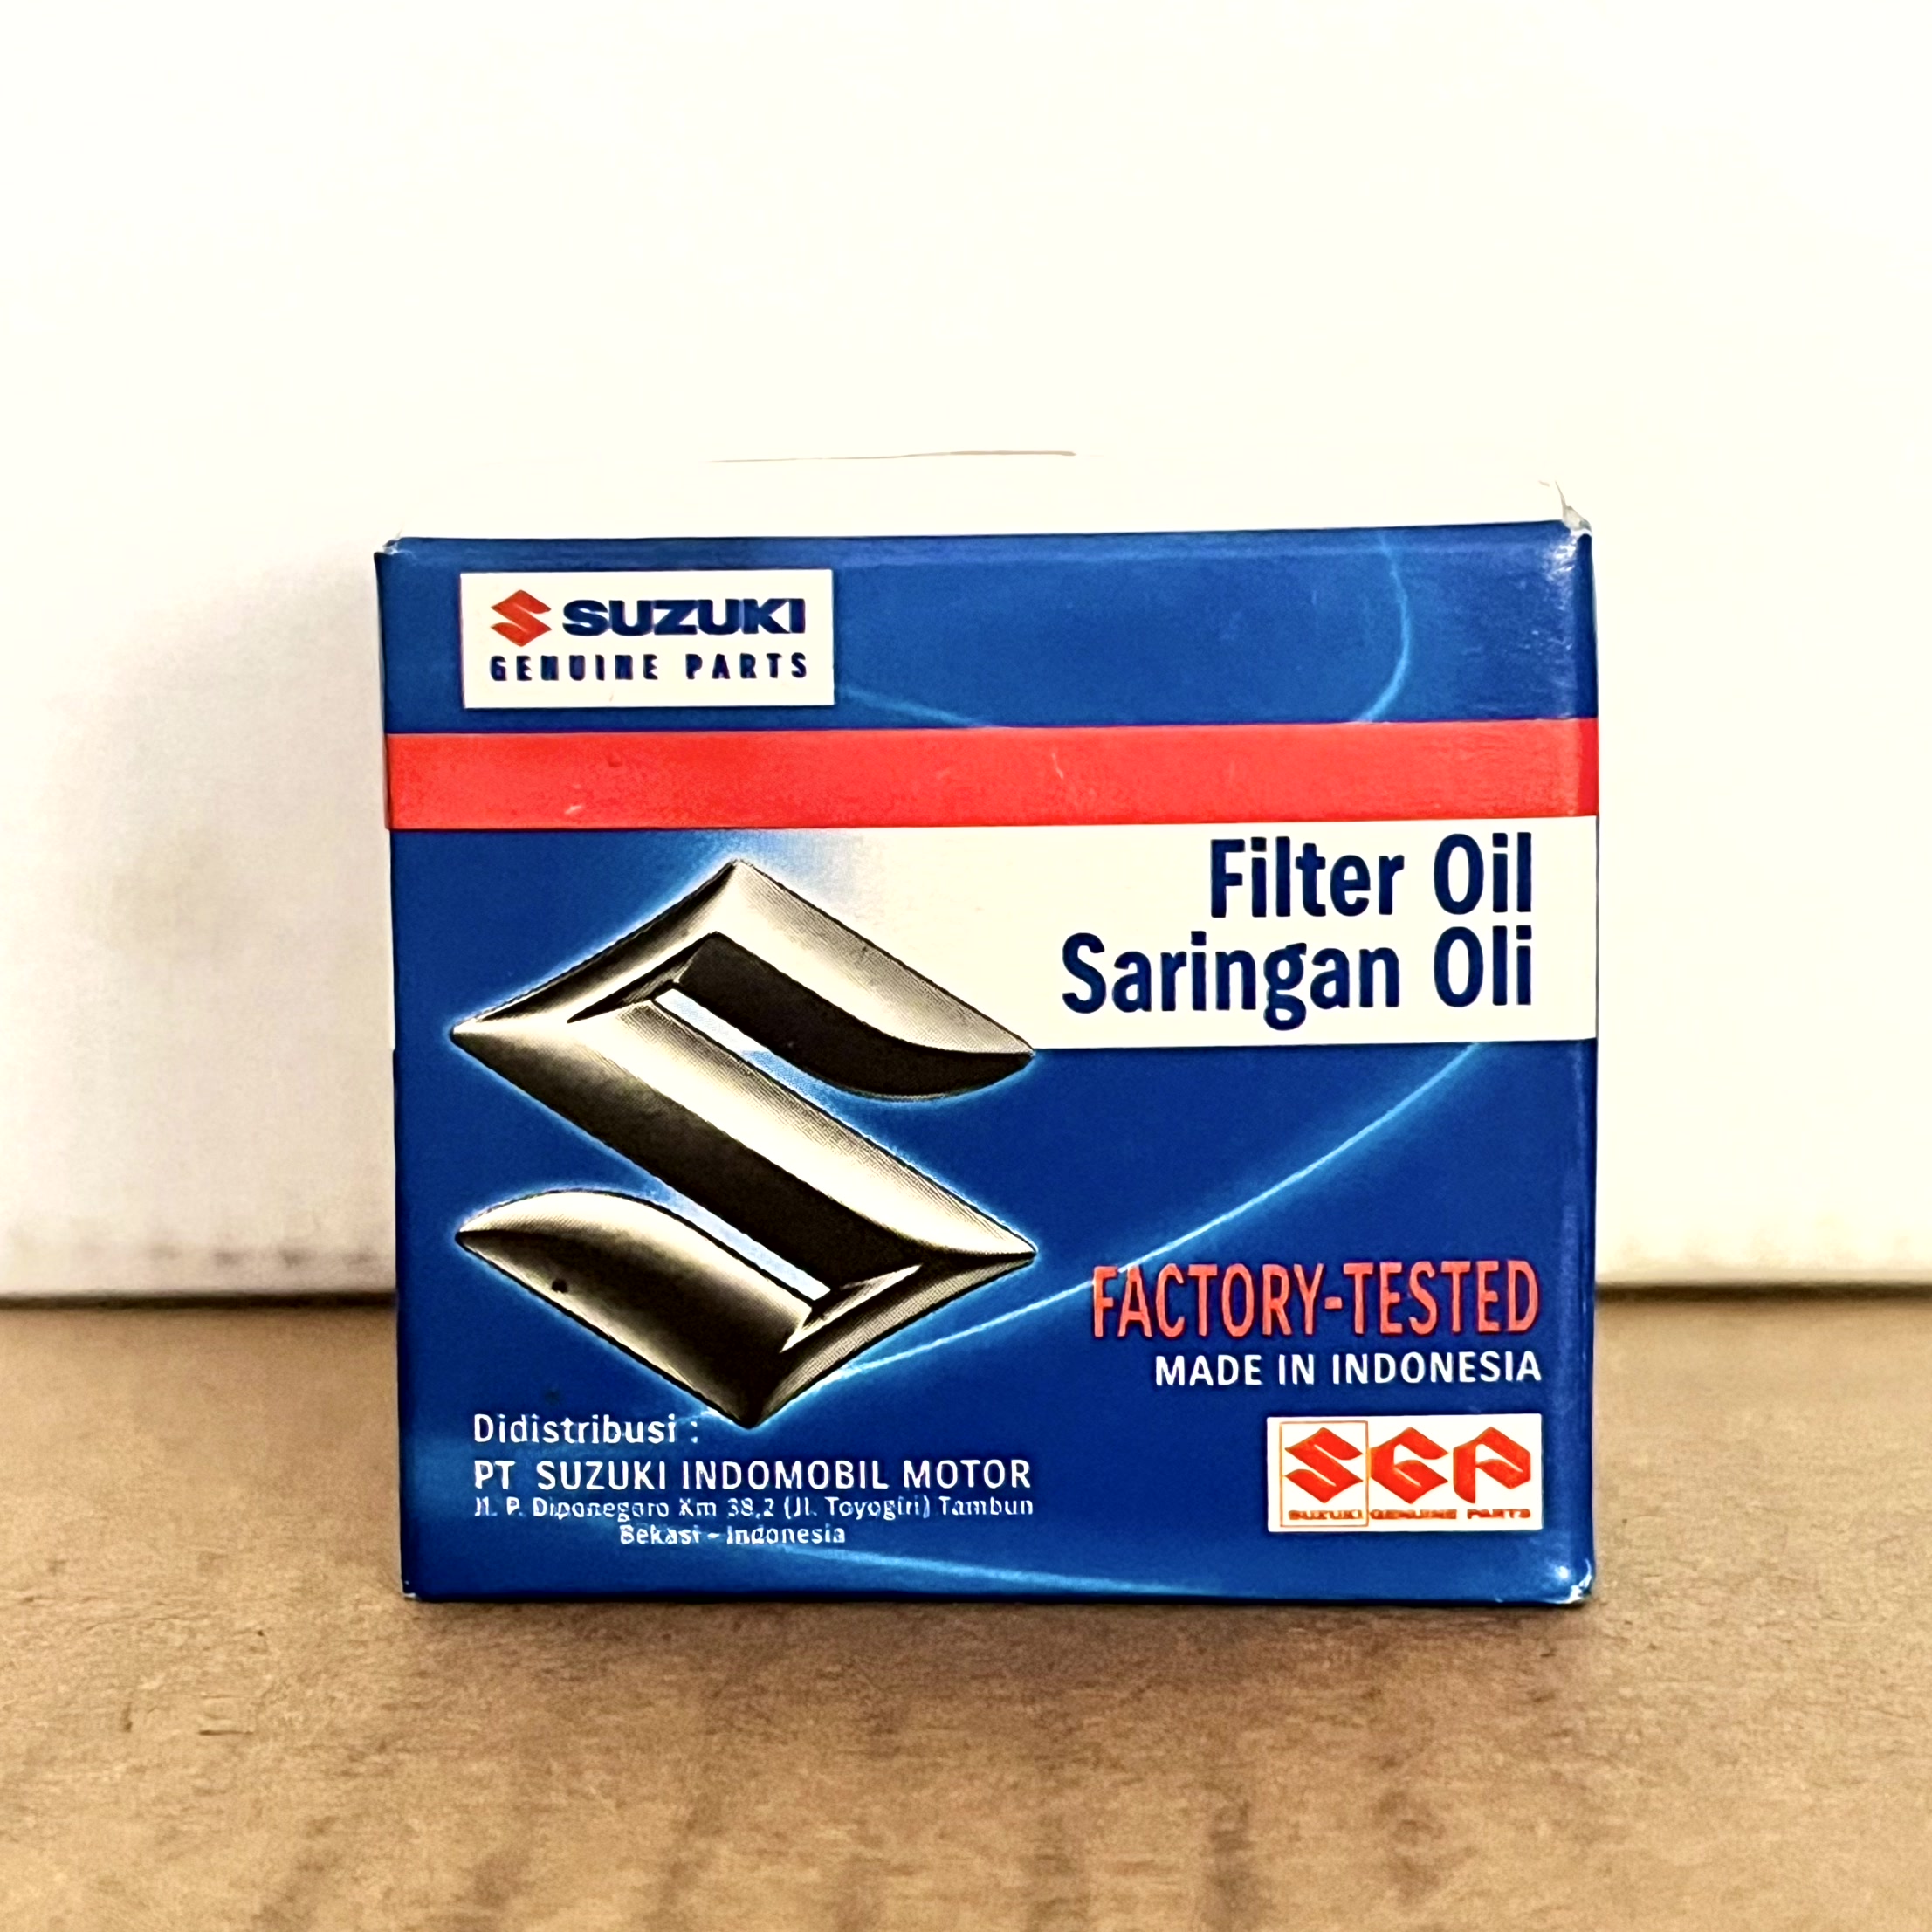 SUZUKI
GENUINE PARTS
Filter Oil
Saringan Oli
FACTORY-TESTED
MADE IN INDONESIA
Didistribusi :
PT SUZUKI INDOMOBIL MOTOR
Jl. P. Diponegoro Km 38,2 (Jl. Toyogiri) Tambun
Bekasi - Indonesia
SGP
SUZUKI GENUINE PARTS